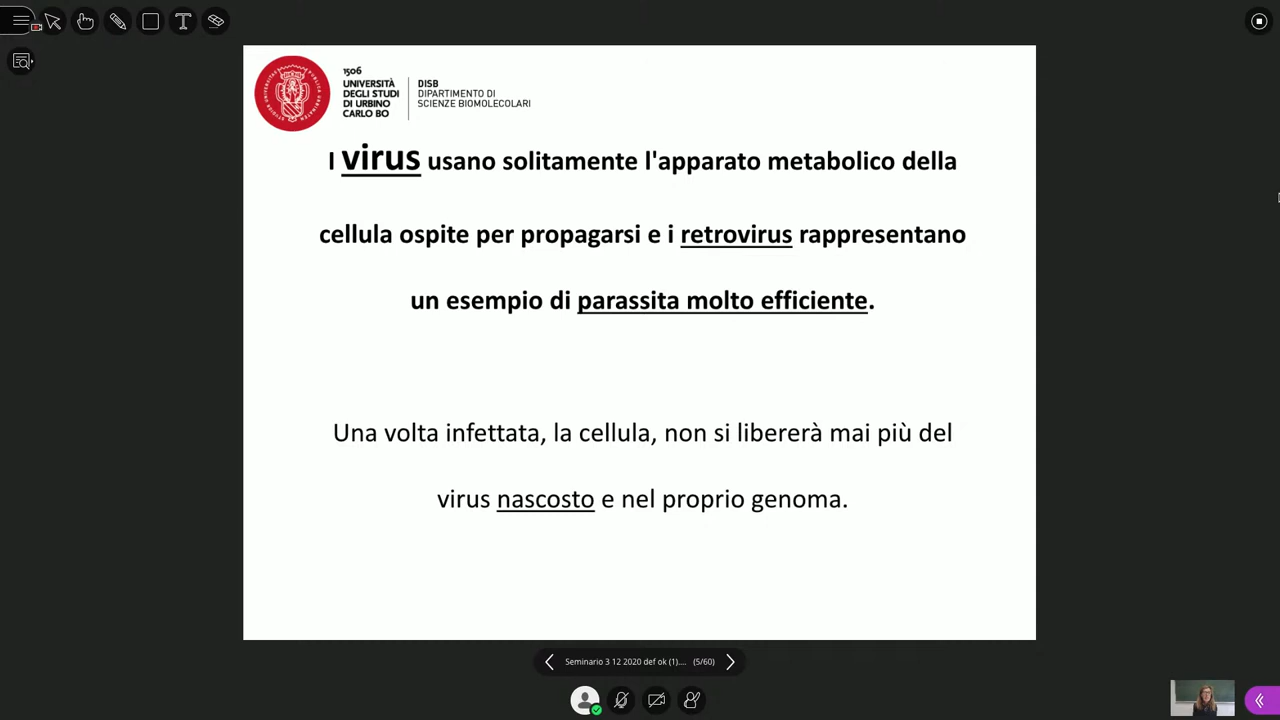 1506
UNIVERSITÀ
DEGLI STUDI
DI URBINO
CARLO BO
DISB
DIPARTIMENTO DI
SCIENZE BIOMOLECOLARI
I virus usano solitamente l'apparato metabolico della
cellula ospite per propagarsi e i retrovirus rappresentano
un esempio di parassita molto efficiente.
Una volta infettata, la cellula, non si libererà mai più del
virus nascosto e nel proprio genoma.
Seminario 3 12 2020 def ok (1).... (5/60)